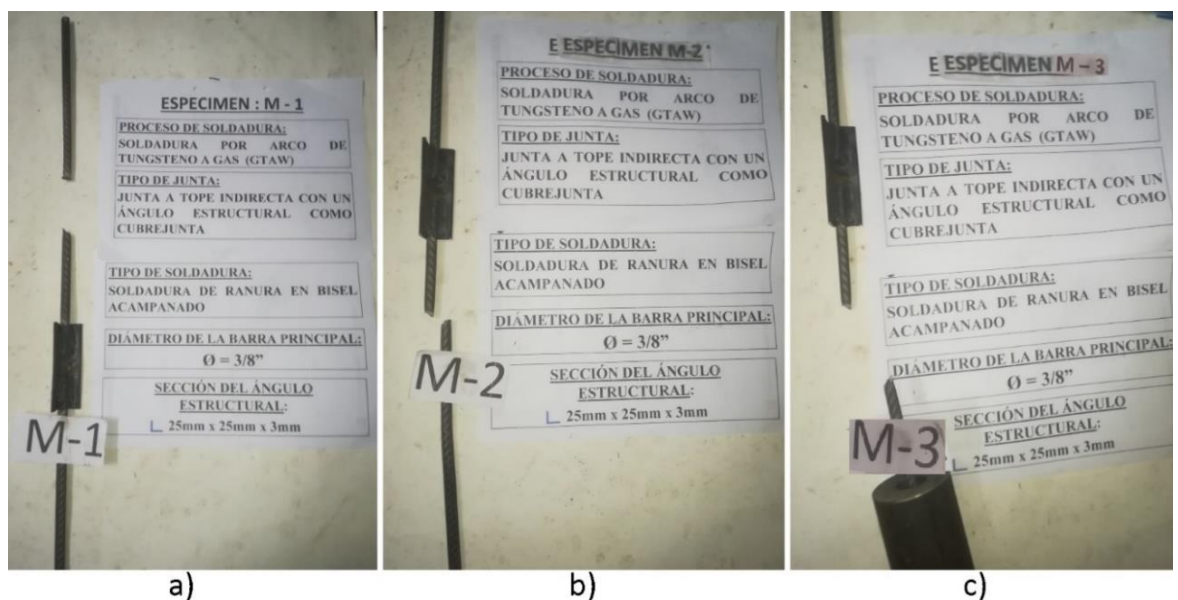 ESPECIMEN : M - 1
PROCESO DE SOLDADURA:
SOLDADURA POR ARCO DE
TUNGSTENO A GAS (GTAW)
TIPO DE JUNTA:
JUNTA A TOPE INDIRECTA CON UN
ÁNGULO ESTRUCTURAL COMO
CUBREJUNTA
TIPO DE SOLDADURA:
SOLDADURA DE RANURA EN BISEL
ACAMPANADO
DIÁMETRO DE LA BARRA PRINCIPAL:
Ø = 3/8”
SECCIÓN DEL ÁNGULO
ESTRUCTURAL:
L 25mm x 25mm x 3mm
M-1
a)
E ESPECIMEN M-2
PROCESO DE SOLDADURA:
SOLDADURA POR ARCO DE
TUNGSTENO A GAS (GTAW)
TIPO DE JUNTA:
JUNTA A TOPE INDIRECTA CON UN
ÁNGULO ESTRUCTURAL COMO
CUBREJUNTA
TIPO DE SOLDADURA:
SOLDADURA DE RANURA EN BISEL
ACAMPANADO
DIÁMETRO DE LA BARRA PRINCIPAL:
Ø = 3/8”
SECCIÓN DEL ÁNGULO
ESTRUCTURAL:
L 25mm x 25mm x 3mm
M-2
b)
E ESPECIMEN M – 3
PROCESO DE SOLDADURA:
SOLDADURA POR ARCO DE
TUNGSTENO A GAS (GTAW)
TIPO DE JUNTA:
JUNTA A TOPE INDIRECTA CON UN
ÁNGULO ESTRUCTURAL COMO
CUBREJUNTA
TIPO DE SOLDADURA:
SOLDADURA DE RANURA EN BISEL
ACAMPANADO
DIÁMETRO DE LA BARRA PRINCIPAL:
Ø = 3/8”
SECCIÓN DEL ÁNGULO
ESTRUCTURAL:
L 25mm x 25mm x 3mm
M-3
c)